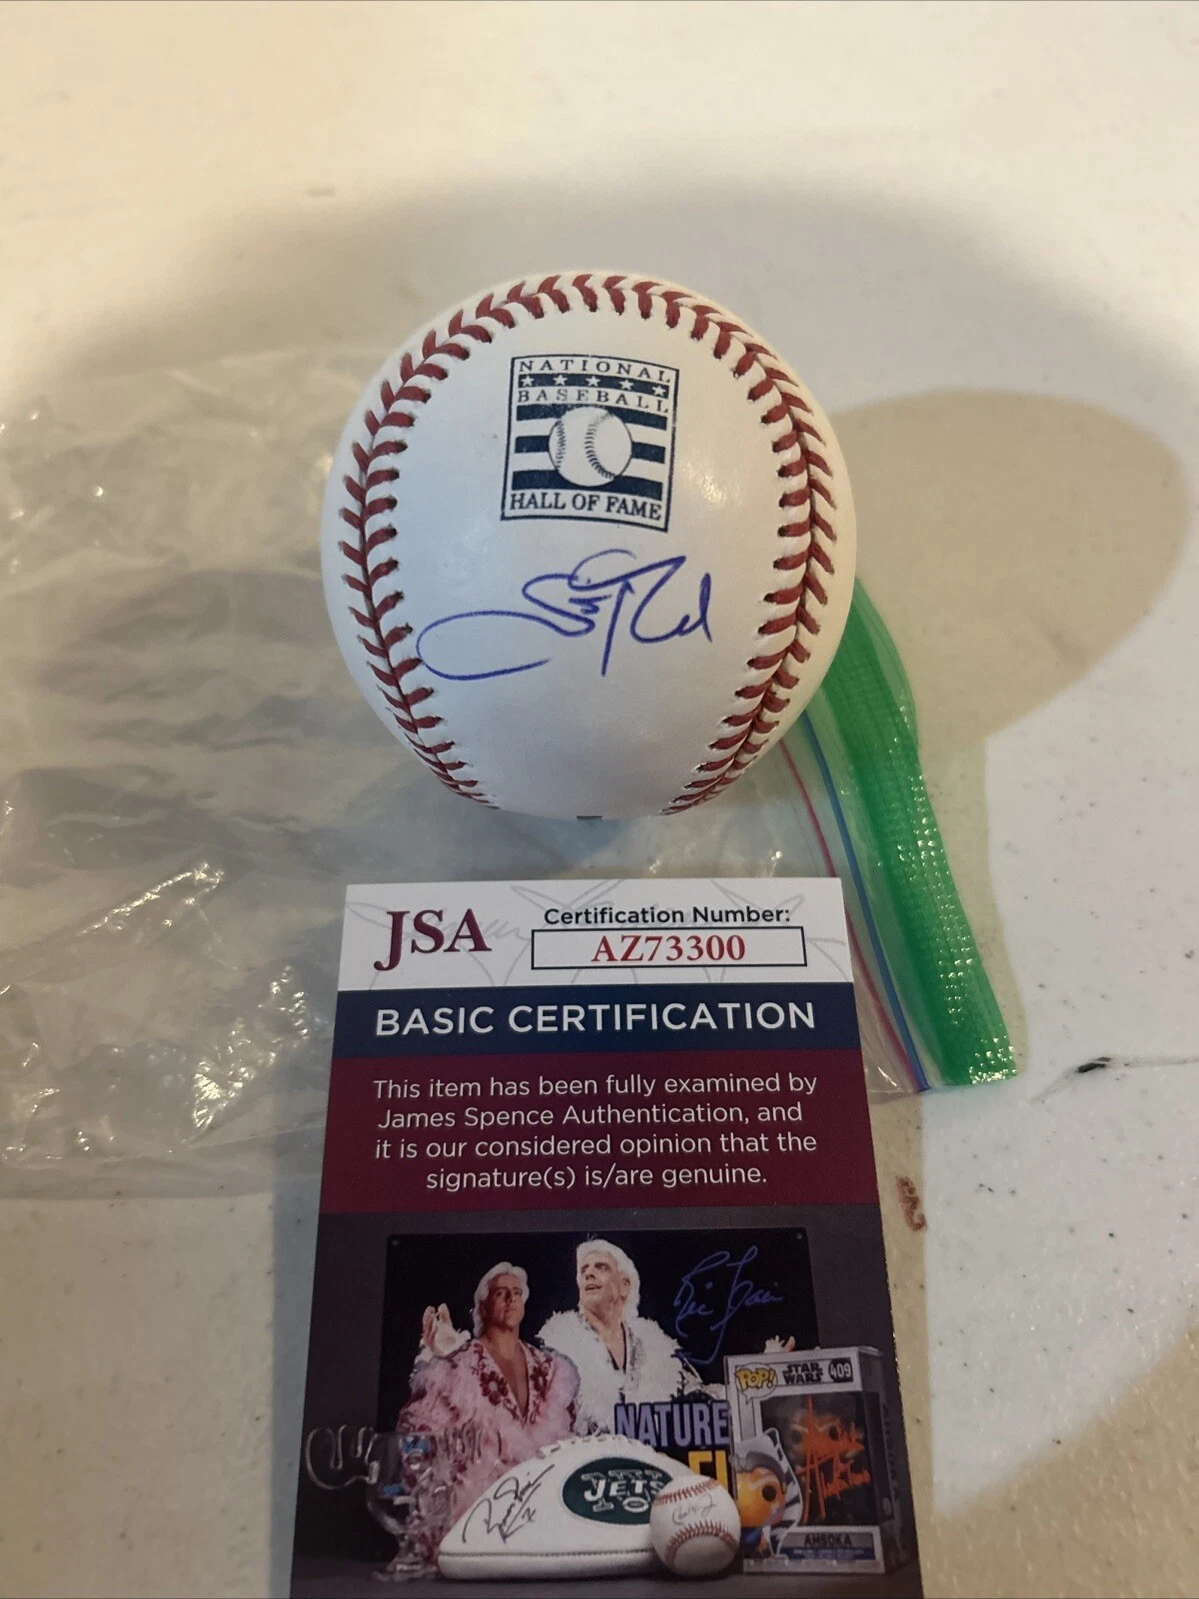 NATIONAL
BASEBALL
HALL OF FAME
JSA
Certification Number:
AZ73300
BASIC CERTIFICATION
This item has been fully examined by
James Spence Authentication, and
it is our considered opinion that the
signature(s) is/are genuine.
NATURE
POP!
STAR
WARS
409
JETS
AHSOKA